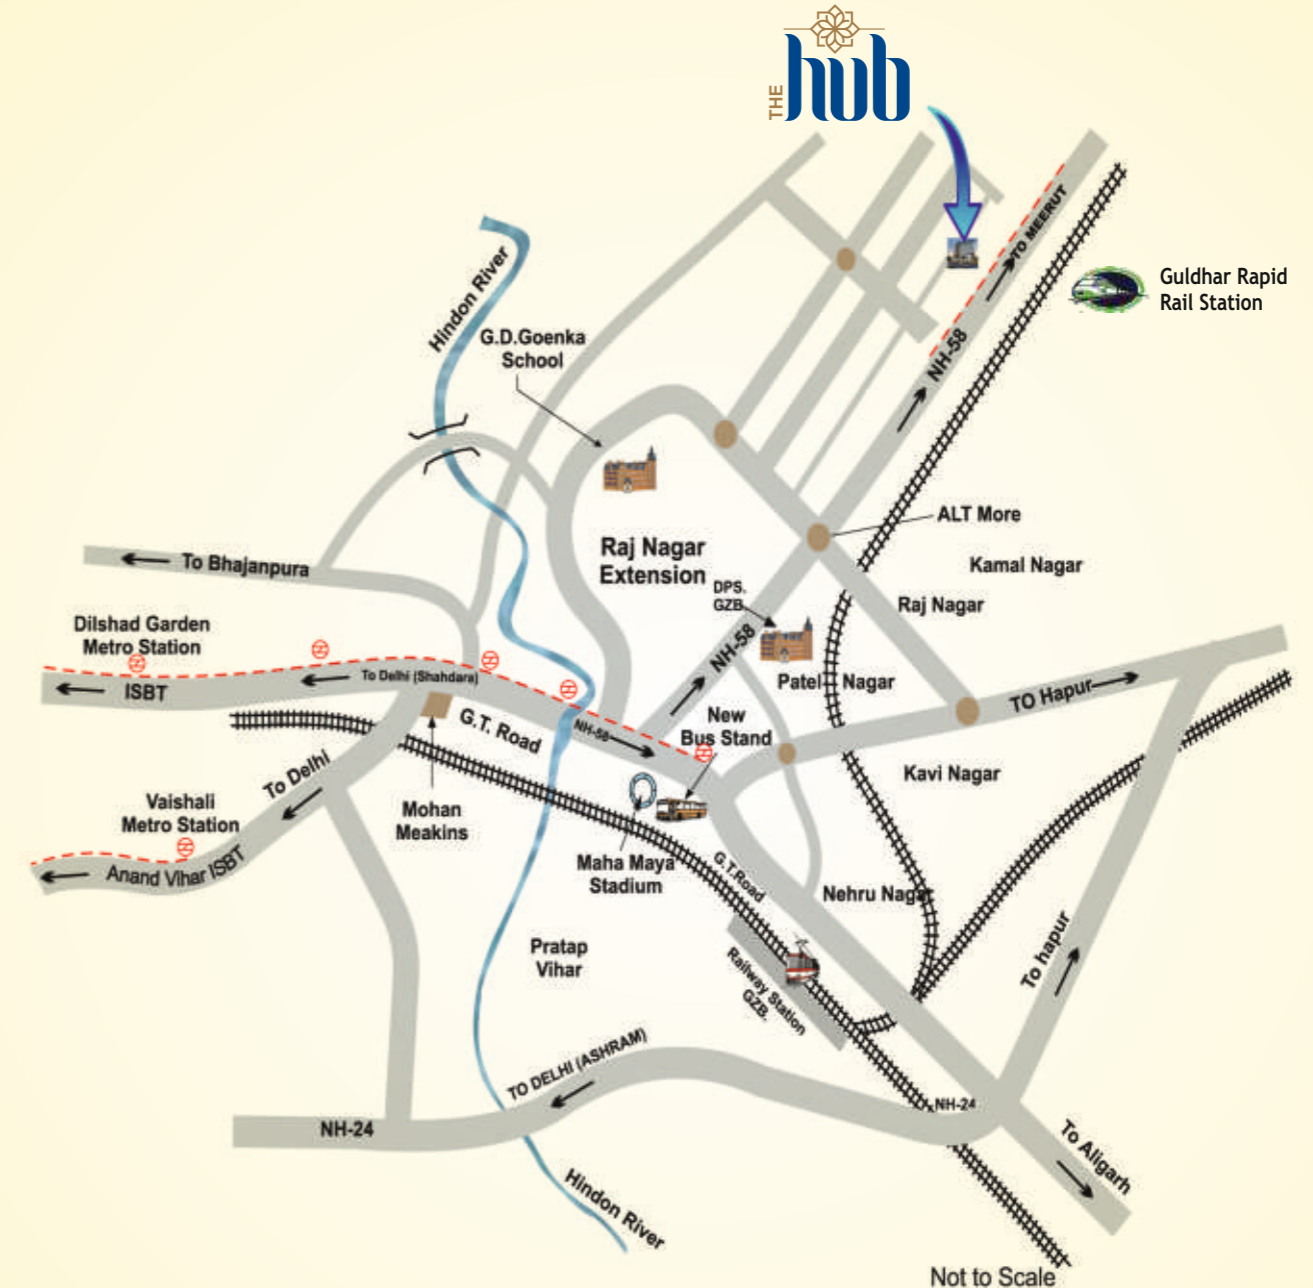 THE
hub
TO MEERUT
Guldhar Rapid
Rail Station
Hindon River
G.D.Goenka
School
NH-58
ALT More
Raj Nagar
Extension
Kamal Nagar
To Bhajanpura
DPS.
GZB.
Raj Nagar
Dilshad Garden
Metro Station
NH-58
To Delhi (Shahdara)
ISBT
Patel Nagar
TO Hapur
G.T. Road
NH-58
New
Bus Stand
To Delhi
Kavi Nagar
Vaishali
Metro Station
Mohan
Meakins
Anand Vihar ISBT
Maha Maya
Stadium
G.T.Road
Nehru Nagar
Pratap
Vihar
To hapur
Railway Station
GZB.
TO DELHI (ASHRAM)
NH-24
NH-24
To Aligarh
Hindon River
Not to Scale